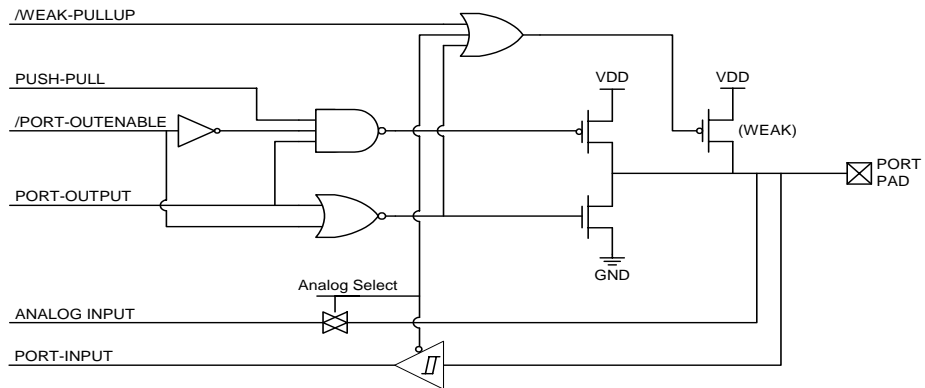 /WEAK-PULLUP
PUSH-PULL
VDD
VDD
/PORT-OUTENABLE
(WEAK)
PORT
PAD
PORT-OUTPUT
GND
Analog Select
ANALOG INPUT
PORT-INPUT